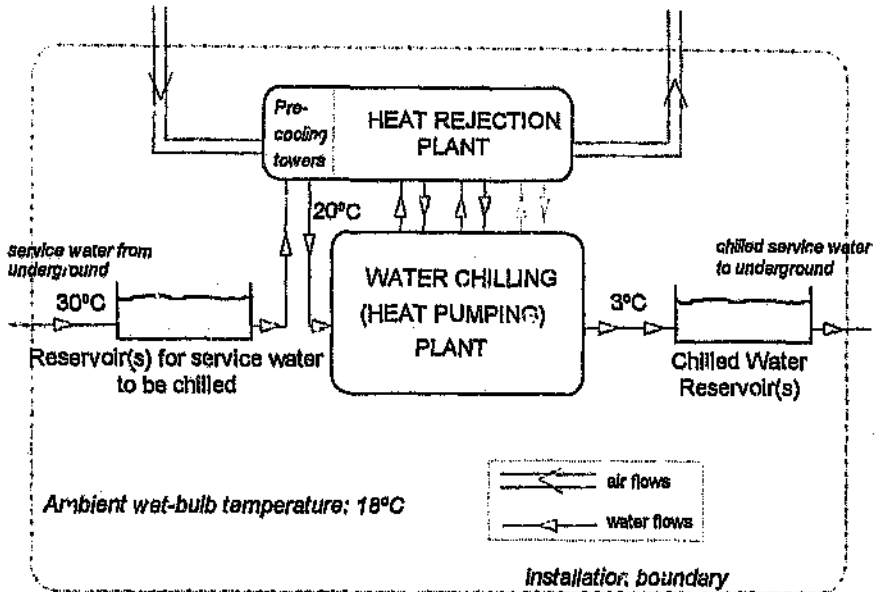 Pre-
cooling
towers
HEAT REJECTION
PLANT
20°C
service water from
underground
30°C
Reservoir(s) for service water
to be chilled
WATER CHILLING
(HEAT PUMPING)
PLANT
chilled service water
to underground
3°C
Chilled Water
Reservoir(s)
Ambient wet-bulb temperature: 18°C
air flows
water flows
Installation boundary